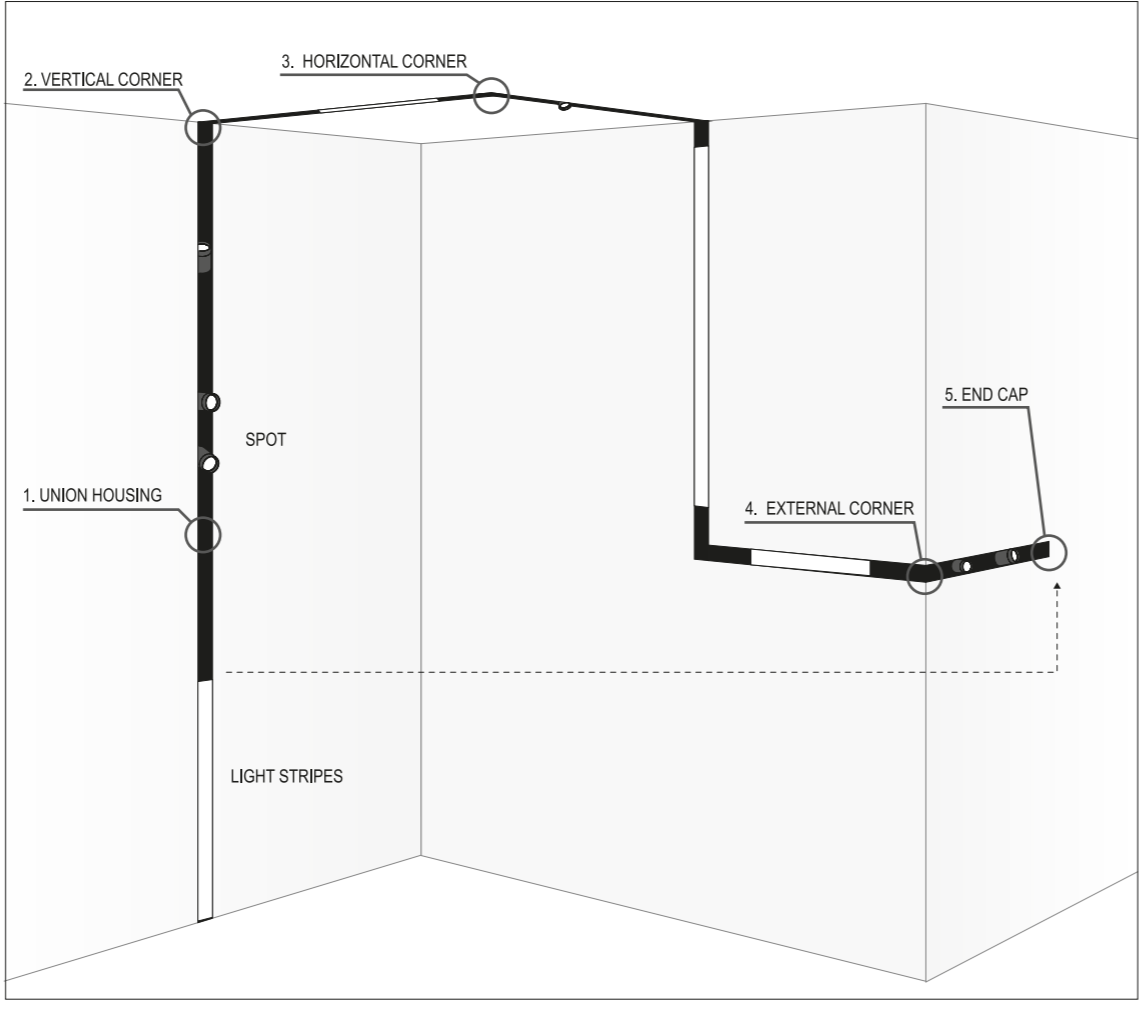 3. HORIZONTAL CORNER
2. VERTICAL CORNER
5. END CAP
SPOT
1. UNION HOUSING
4. EXTERNAL CORNER
LIGHT STRIPES